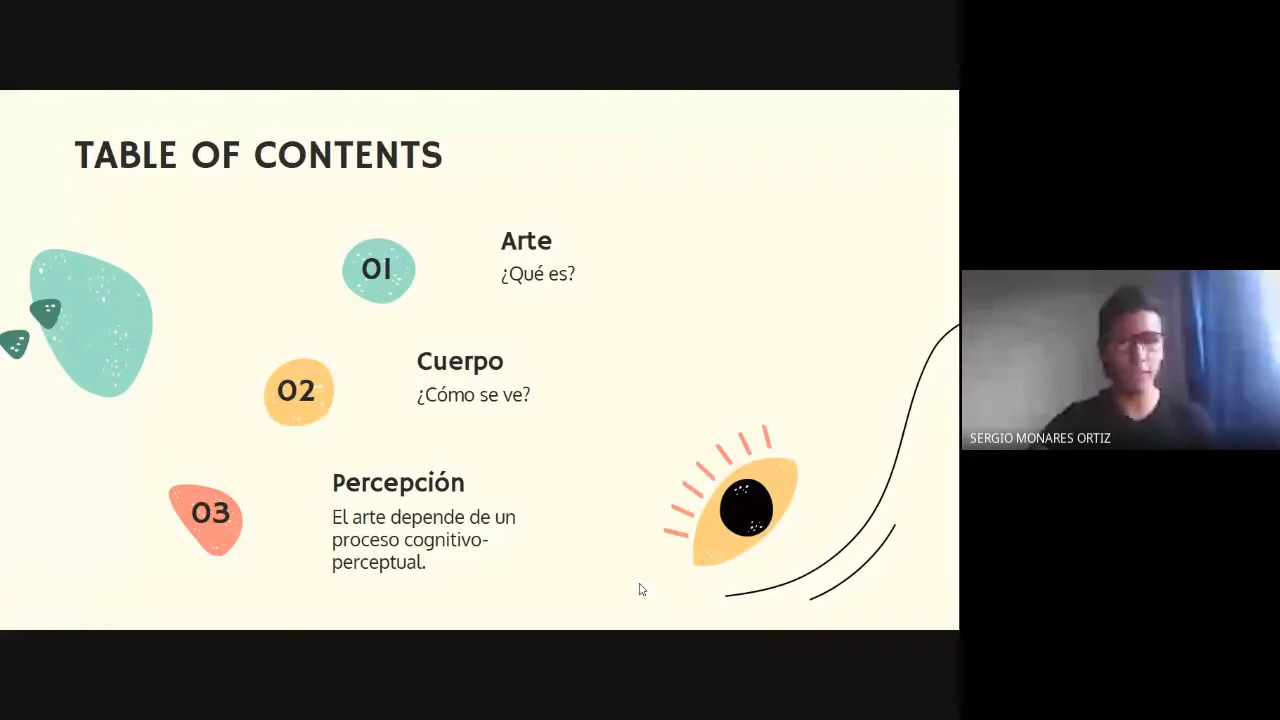 TABLE OF CONTENTS
01
Arte
¿Qué es?
02
Cuerpo
¿Cómo se ve?
03
Percepción
El arte depende de un
proceso cognitivo-
perceptual.
SERGIO MONARES ORTIZ